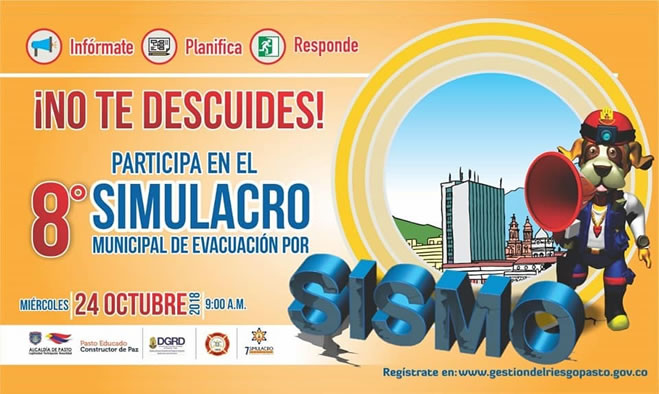 Infórmate Planifica Responde
¡NO TE DESCUIDES!
PARTICIPA EN EL
8° SIMULACRO
MUNICIPAL DE EVACUACIÓN POR
SISMO
MIÉRCOLES 24 OCTUBRE 2018 9:00 A.M.
ALCALDÍA DE PASTO
Pasto Educado
Constructor de Paz
DGRD
7 SIMULACRO
Regístrate en: www.gestiondelriesgopasto.gov.co